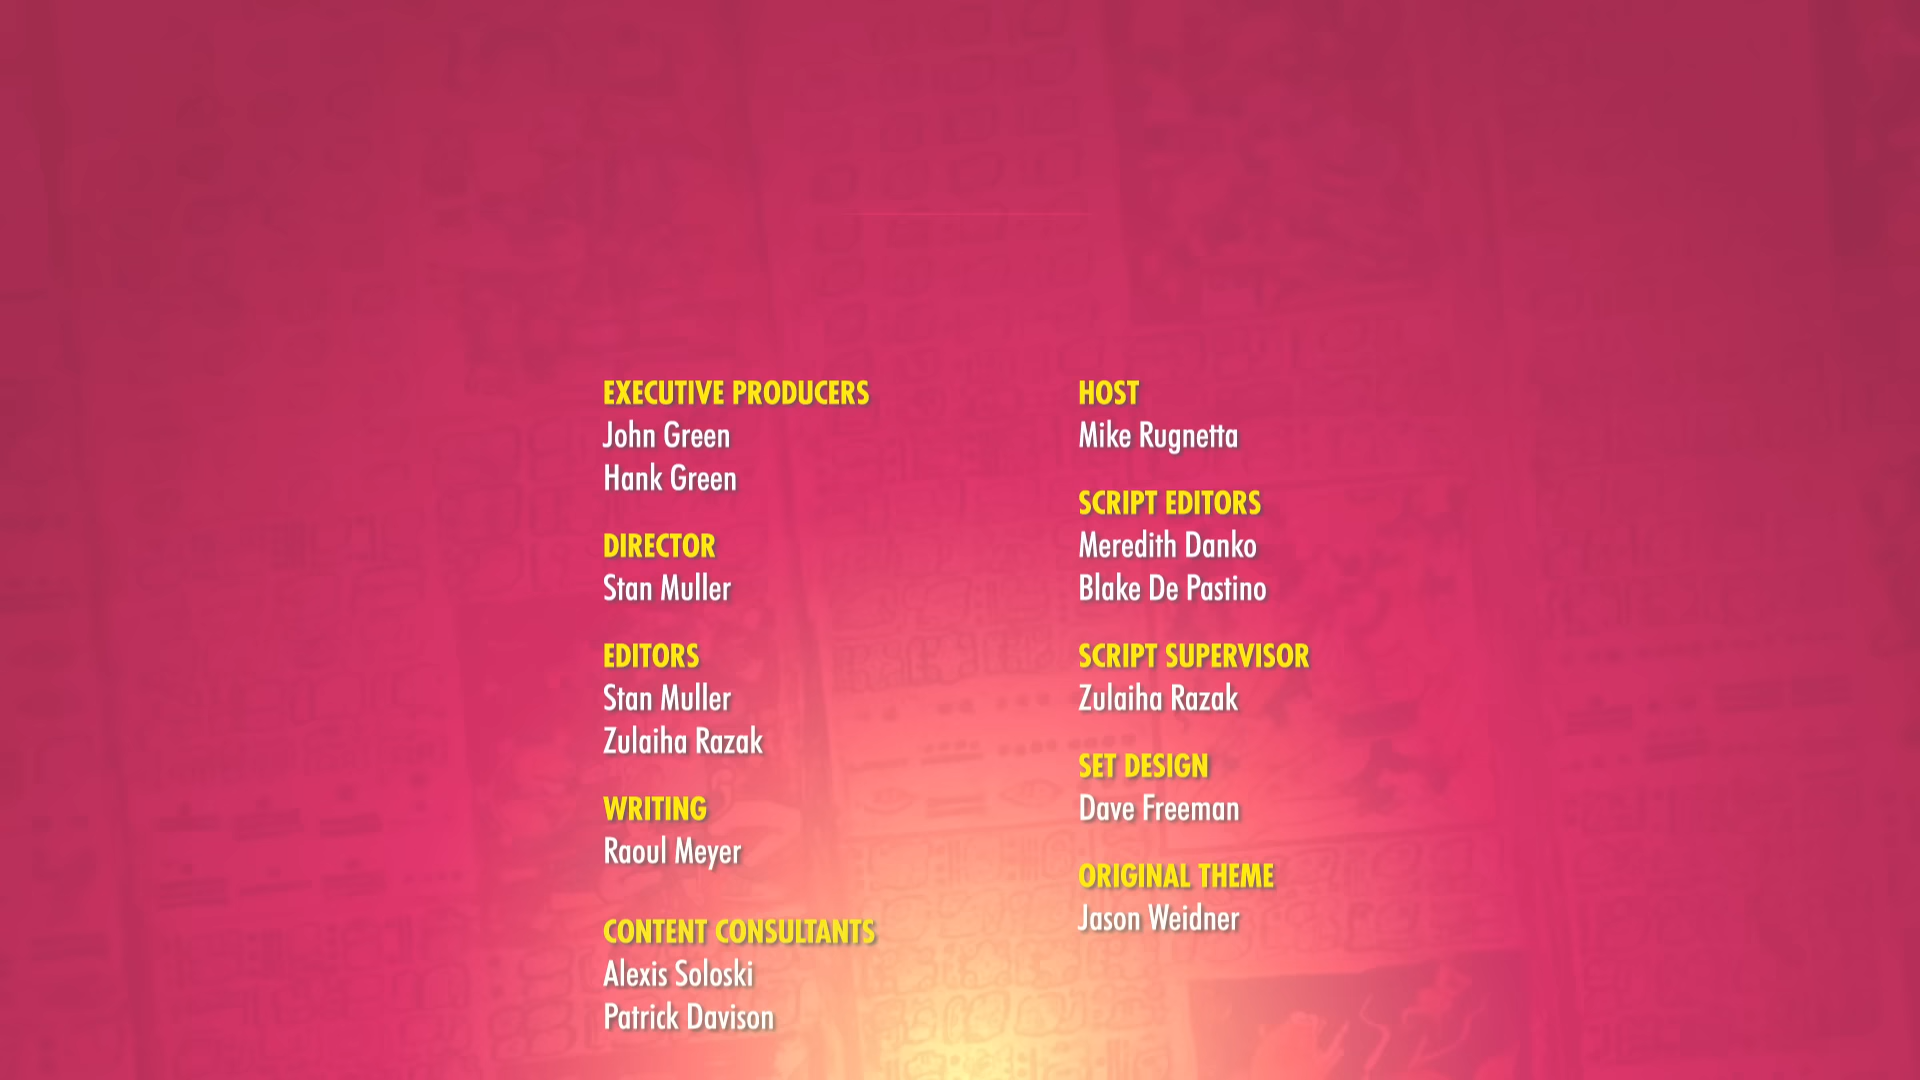 EXECUTIVE PRODUCERS
John Green
Hank Green
DIRECTOR
Stan Muller
EDITORS
Stan Muller
Zulaiha Razak
WRITING
Raoul Meyer
CONTENT CONSULTANTS
Alexis Soloski
Patrick Davison
HOST
Mike Rugnetta
SCRIPT EDITORS
Meredith Danko
Blake De Pastino
SCRIPT SUPERVISOR
Zulaiha Razak
SET DESIGN
Dave Freeman
ORIGINAL THEME
Jason Weidner